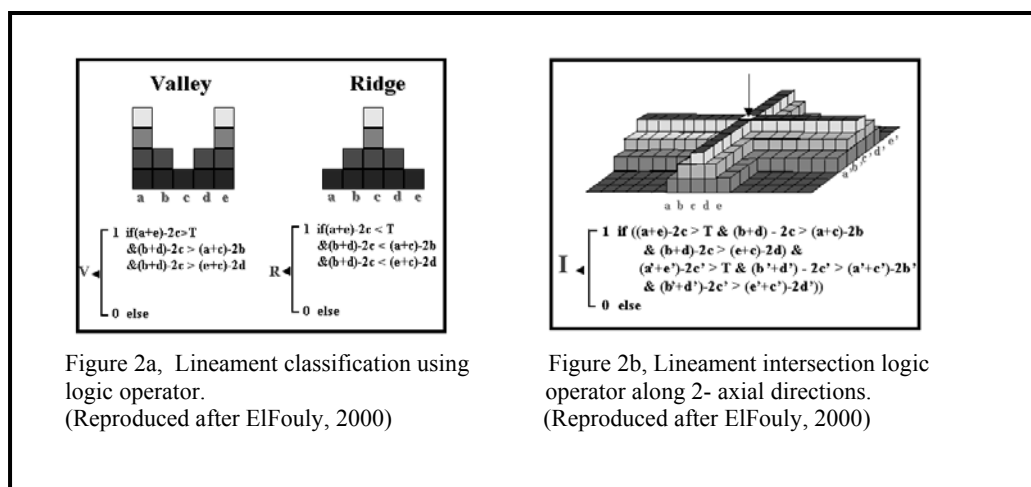 Valley
Ridge
a b c d e
a b c d e
V
1 if(a+e)-2c>T
&(b+d)-2c > (a+c)-2b
&(b+d)-2c > (e+c)-2d
0 else
R
1 if(a+e)-2c < T
&(b+d)-2c < (a+c)-2b
&(b+d)-2c < (e+c)-2d
0 else
Figure 2a, Lineament classification using
logic operator.
(Reproduced after ElFouly, 2000)
a' b' c' d' e'
a b c d e
I
1 if ((a+e)-2c > T & (b+d) - 2c > (a+c)-2b
& (b+d)-2c > (e+c)-2d) &
(a'+e')-2c' > T & (b'+d') - 2c' > (a'+c')-2b'
& (b'+d')-2c' > (e'+c')-2d'))
0 else
Figure 2b, Lineament intersection logic
operator along 2- axial directions.
(Reproduced after ElFouly, 2000)